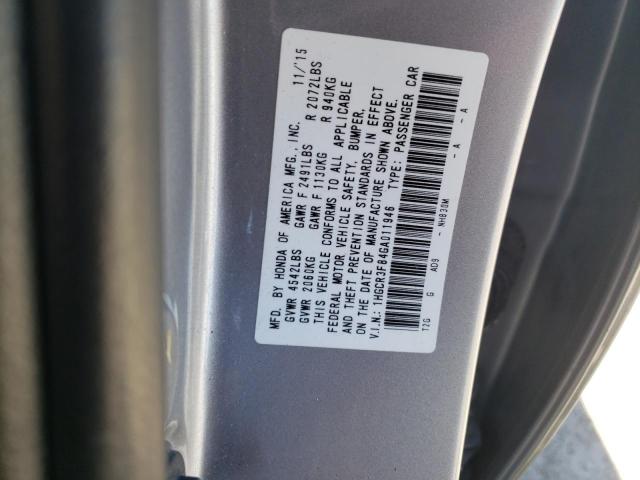 MFD. BY HONDA OF AMERICA MFG.,INC. 11/'15
GVWR 4542LBS GAWR F 2491LBS R 2072LBS
GVWR 2060KG GAWR F 1130KG R 940KG
THIS VEHICLE CONFORMS TO ALL APPLICABLE
FEDERAL MOTOR VEHICLE SAFETY, BUMPER,
AND THEFT PREVENTION STANDARDS IN EFFECT
ON THE DATE OF MANUFACTURE SHOWN ABOVE.
V.I.N.: 1HGCR3F84GA011946 TYPE: PASSENGER CAR
T2G G AD9 - NH830M - A - A